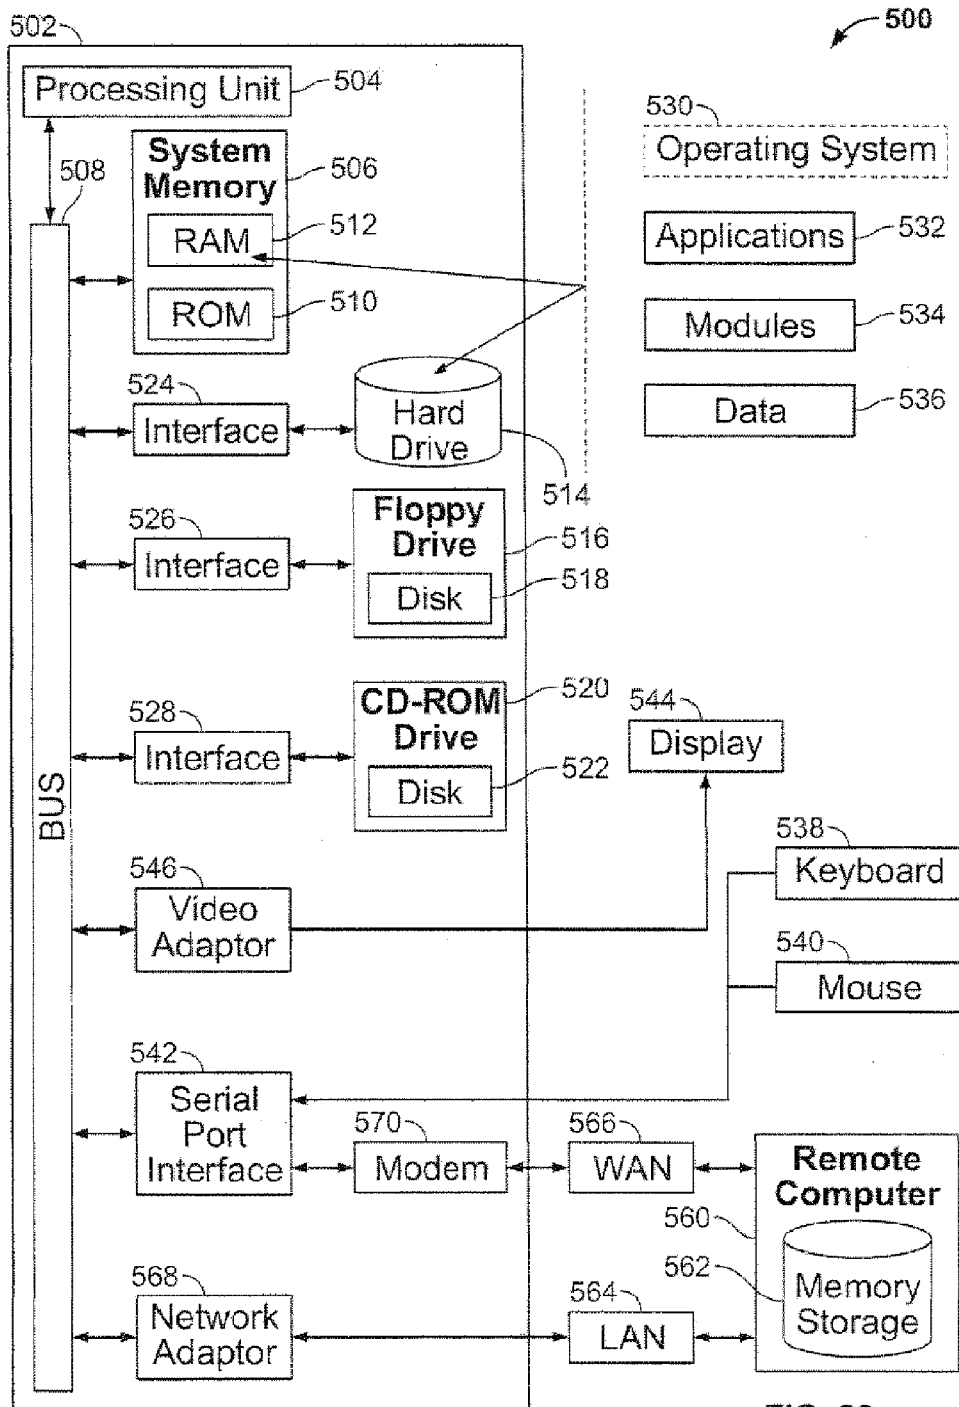 500
502
Processing Unit
504
530
Operating System
508
System
Memory
506
RAM
512
ROM
510
Applications
532
Modules
534
Data
536
524
Interface
Hard
Drive
514
526
Interface
Floppy
Drive
516
Disk
518
528
Interface
CD-ROM
Drive
520
Disk
522
544
Display
BUS
538
Keyboard
546
Video
Adaptor
540
Mouse
542
Serial
Port
Interface
570
Modem
566
WAN
Remote
Computer
560
562
Memory
Storage
568
Network
Adaptor
564
LAN